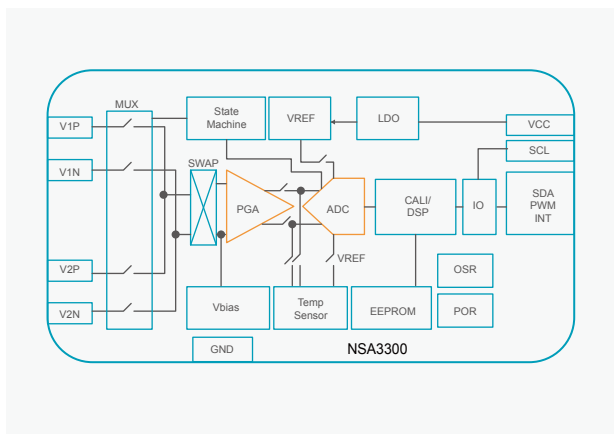 MUX
State
Machine
VREF
LDO
V1P
VCC
SCL
V1N
SWAP
PGA
ADC
CALI/
DSP
IO
SDA
PWM
INT
V2P
VREF
OSR
V2N
Vbias
Temp
Sensor
EEPROM
POR
GND
NSA3300